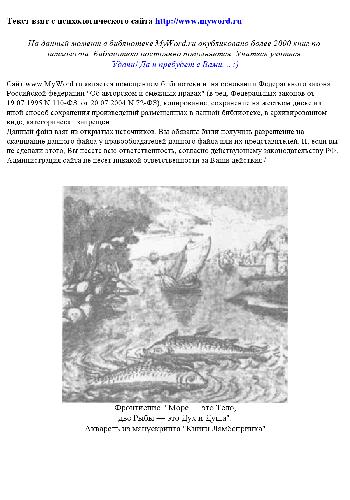 Текст взят с психологического сайта http://www.myword.ru
На данный момент в библиотеке MyWord.ru опубликовано более 2000 книг по
психологии. Библиотека постоянно пополняется. Учитесь учиться.
Удачи! Да и пребудет с Вами.... :)
Сайт www.MyWord.ru является помещением библиотеки и, на основании Федерального закона
Российской федерации "Об авторском и смежных правах" (в ред. Федеральных законов от
19.07.1995 N 110-ФЗ, от 20.07.2004 N 72-ФЗ), копирование, сохранение на жестком диске или
иной способ сохранения произведений размещенных в данной библиотеке, в архивированном
виде, категорически запрещен.
Данный файл взят из открытых источников. Вы обязаны были получить разрешение на
скачивание данного файла у правообладателей данного файла или их представителей. И, если вы
не сделали этого, Вы несете всю ответственность, согласно действующему законодательству РФ.
Администрация сайта не несет никакой ответственности за Ваши действия.
Фронтиспис. "Море — это Тело,
две Рыбы — это Дух и Душа".
Акварель из манускрипта "Книги Лямбспринка"